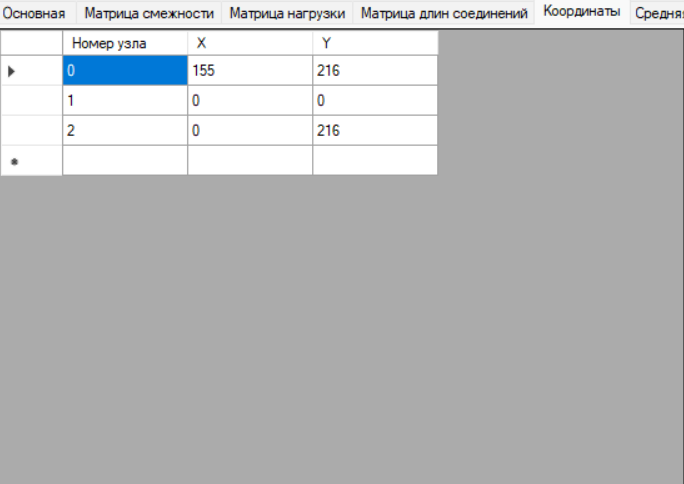 Основная Матрица смежности Матрица нагрузки Матрица длин соединений Координаты Средняя
Номер узла X Y
0 155 216
1 0 0
2 0 216